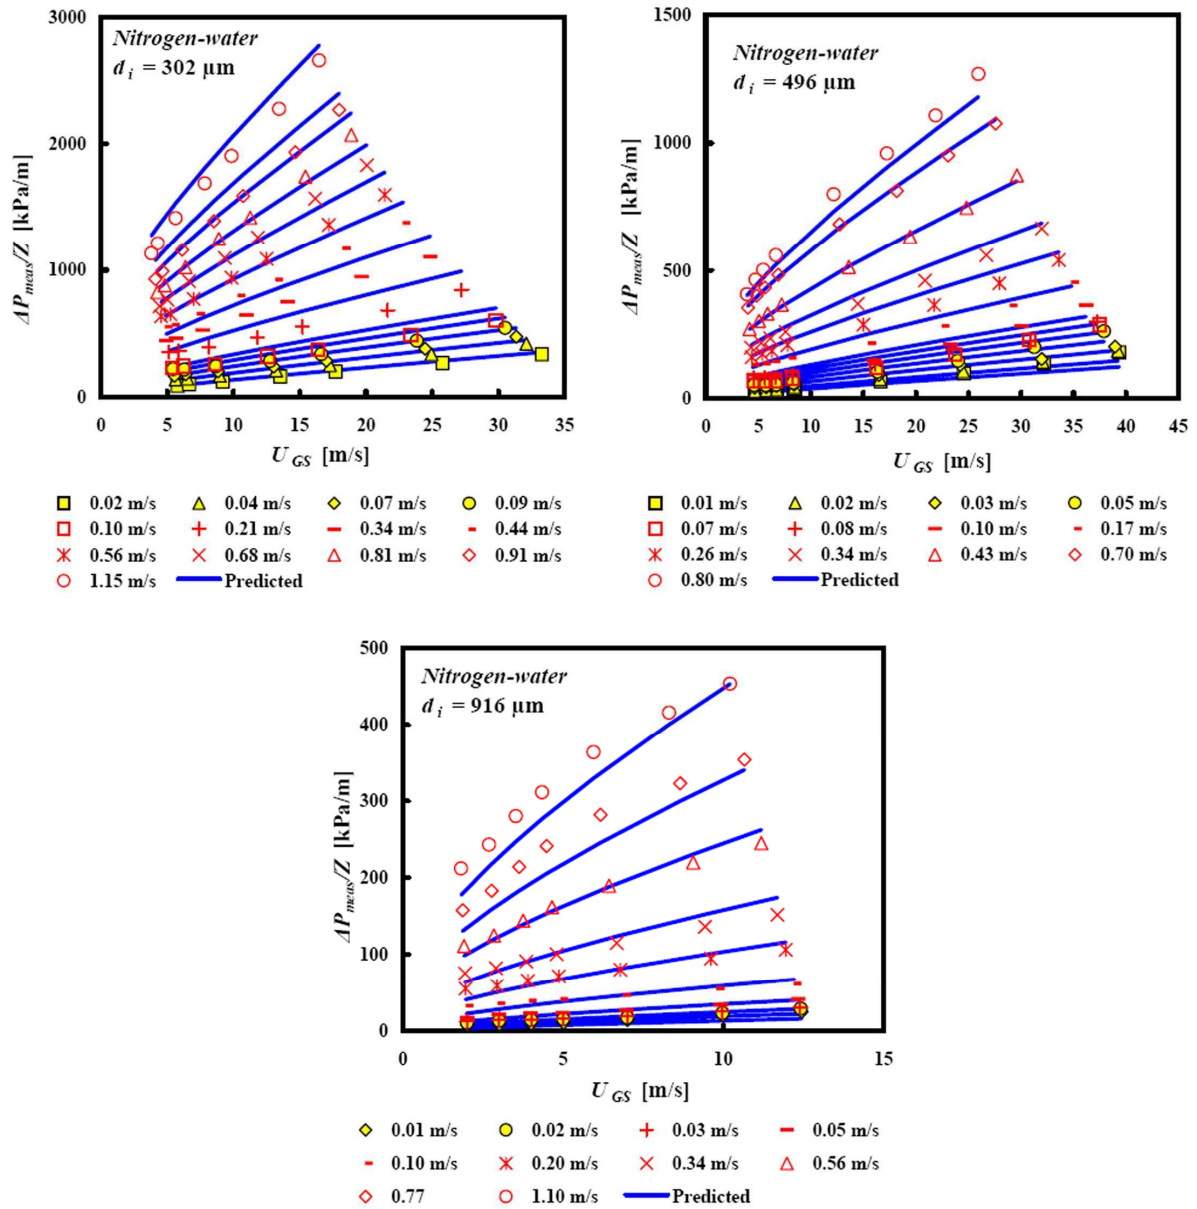 Nitrogen-water
d i = 302 µm
3000
2000
1000
0
ΔP meas/Z [kPa/m]
0 5 10 15 20 25 30 35
U GS [m/s]
0.02 m/s 0.04 m/s 0.07 m/s 0.09 m/s
0.10 m/s 0.21 m/s 0.34 m/s 0.44 m/s
0.56 m/s 0.68 m/s 0.81 m/s 0.91 m/s
1.15 m/s Predicted
Nitrogen-water
d i = 496 µm
1500
1000
500
0
ΔP meas/Z [kPa/m]
0 5 10 15 20 25 30 35 40 45
U GS [m/s]
0.01 m/s 0.02 m/s 0.03 m/s 0.05 m/s
0.07 m/s 0.08 m/s 0.10 m/s 0.17 m/s
0.26 m/s 0.34 m/s 0.43 m/s 0.70 m/s
0.80 m/s Predicted
Nitrogen-water
d i = 916 µm
500
400
300
200
100
0
ΔP meas/Z [kPa/m]
0 5 10 15
U GS [m/s]
0.01 m/s 0.02 m/s 0.03 m/s 0.05 m/s
0.10 m/s 0.20 m/s 0.34 m/s 0.56 m/s
0.77 1.10 m/s Predicted